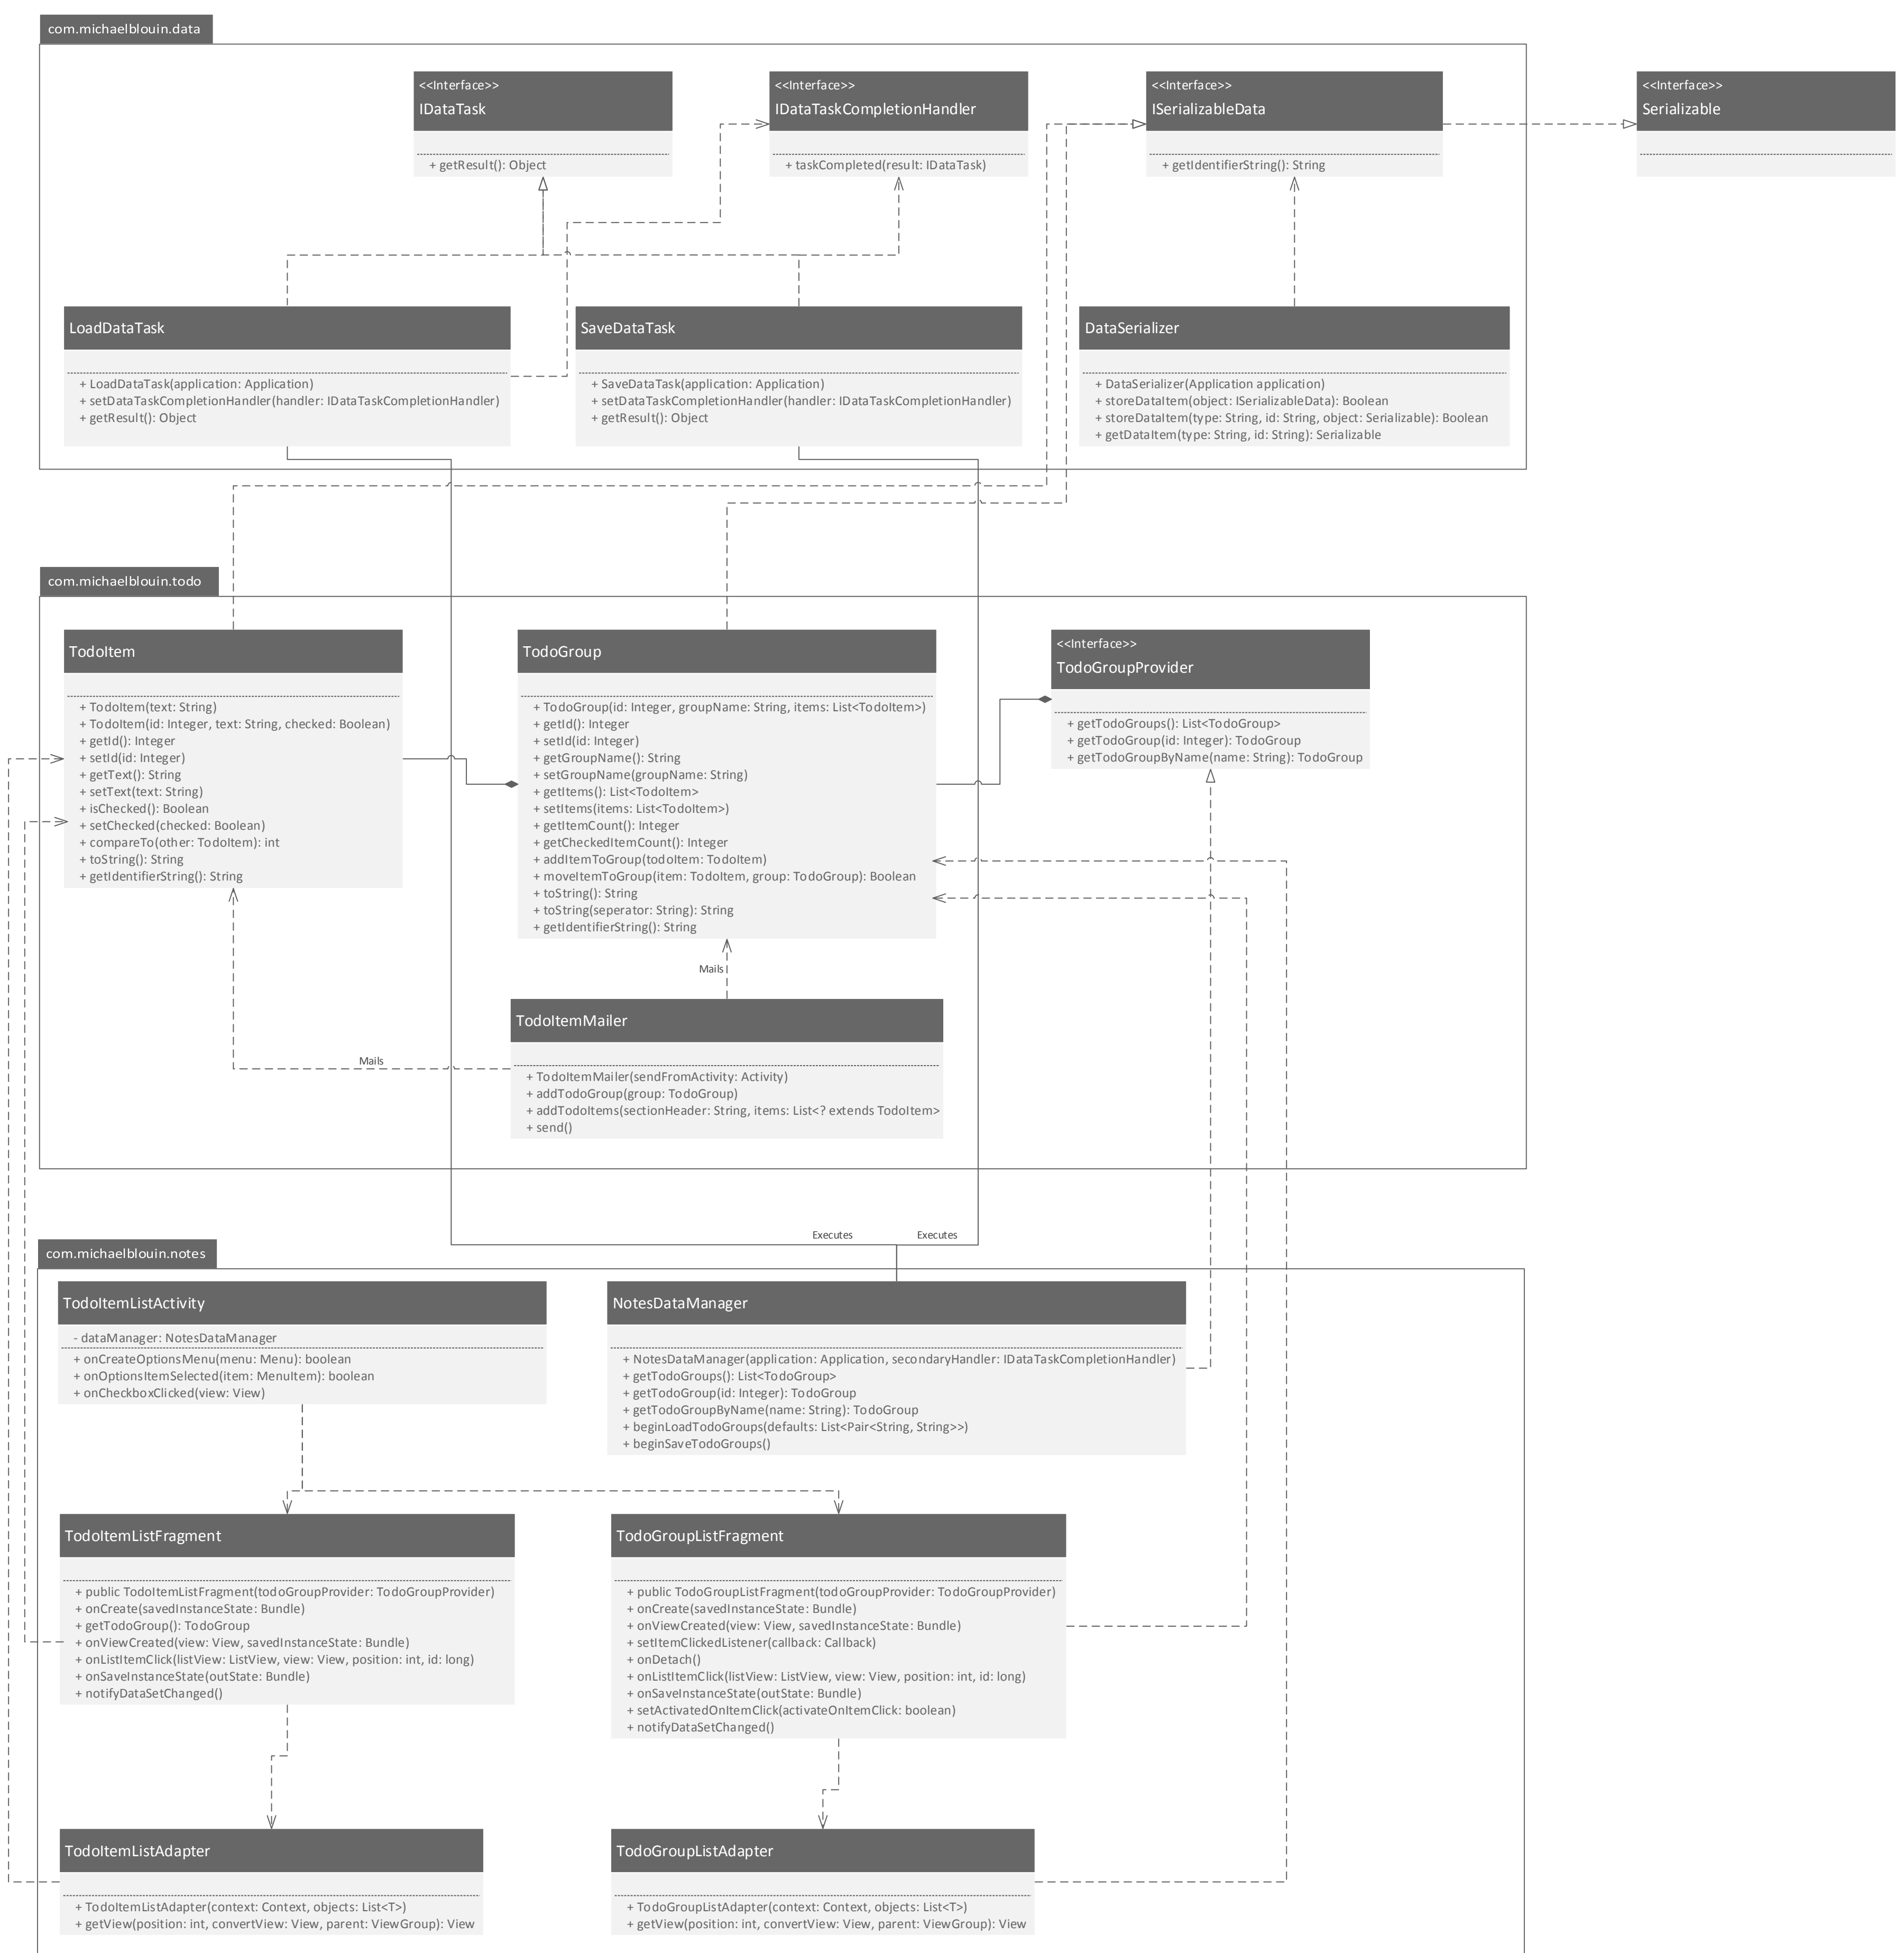 com.michaelblouin.data
<<Interface>>
IDataTask
+ getResult(): Object
<<Interface>>
IDataTaskCompletionHandler
+ taskCompleted(result: IDataTask)
<<Interface>>
ISerializableData
+ getIdentifierString(): String
<<Interface>>
Serializable
LoadDataTask
+ LoadDataTask(application: Application)
+ setDataTaskCompletionHandler(handler: IDataTaskCompletionHandler)
+ getResult(): Object
SaveDataTask
+ SaveDataTask(application: Application)
+ setDataTaskCompletionHandler(handler: IDataTaskCompletionHandler)
+ getResult(): Object
DataSerializer
+ DataSerializer(Application application)
+ storeDataItem(object: ISerializableData): Boolean
+ storeDataItem(type: String, id: String, object: Serializable): Boolean
+ getDataItem(type: String, id: String): Serializable
com.michaelblouin.todo
TodoItem
+ TodoItem(text: String)
+ TodoItem(id: Integer, text: String, checked: Boolean)
+ getId(): Integer
+ setId(id: Integer)
+ getText(): String
+ setText(text: String)
+ isChecked(): Boolean
+ setChecked(checked: Boolean)
+ compareTo(other: TodoItem): int
+ toString(): String
+ getIdentifierString(): String
TodoGroup
+ TodoGroup(id: Integer, groupName: String, items: List<TodoItem>)
+ getId(): Integer
+ setId(id: Integer)
+ getGroupName(): String
+ setGroupName(groupName: String)
+ getItems(): List<TodoItem>
+ setItems(items: List<TodoItem>)
+ getItemCount(): Integer
+ getCheckedItemCount(): Integer
+ addItemToGroup(todoItem: TodoItem)
+ moveItemToGroup(item: TodoItem, group: TodoGroup): Boolean
+ toString(): String
+ toString(seperator: String): String
+ getIdentifierString(): String
<<Interface>>
TodoGroupProvider
+ getTodoGroups(): List<TodoGroup>
+ getTodoGroup(id: Integer): TodoGroup
+ getTodoGroupByName(name: String): TodoGroup
Mails
Mails
TodoItemMailer
+ TodoItemMailer(sendFromActivity: Activity)
+ addTodoGroup(group: TodoGroup)
+ addTodoItems(sectionHeader: String, items: List<? extends TodoItem>
+ send()
Executes
Executes
com.michaelblouin.notes
TodoItemListActivity
- dataManager: NotesDataManager
+ onCreateOptionsMenu(menu: Menu): boolean
+ onOptionsItemSelected(item: MenuItem): boolean
+ onCheckboxClicked(view: View)
NotesDataManager
+ NotesDataManager(application: Application, secondaryHandler: IDataTaskCompletionHandler)
+ getTodoGroups(): List<TodoGroup>
+ getTodoGroup(id: Integer): TodoGroup
+ getTodoGroupByName(name: String): TodoGroup
+ beginLoadTodoGroups(defaults: List<Pair<String, String>>)
+ beginSaveTodoGroups()
TodoItemListFragment
+ public TodoItemListFragment(todoGroupProvider: TodoGroupProvider)
+ onCreate(savedInstanceState: Bundle)
+ getTodoGroup(): TodoGroup
+ onViewCreated(view: View, savedInstanceState: Bundle)
+ onListItemClick(listView: ListView, view: View, position: int, id: long)
+ onSaveInstanceState(outState: Bundle)
+ notifyDataSetChanged()
TodoGroupListFragment
+ public TodoGroupListFragment(todoGroupProvider: TodoGroupProvider)
+ onCreate(savedInstanceState: Bundle)
+ onViewCreated(view: View, savedInstanceState: Bundle)
+ setItemClickedListener(callback: Callback)
+ onDetach()
+ onListItemClick(listView: ListView, view: View, position: int, id: long)
+ onSaveInstanceState(outState: Bundle)
+ setActivatedOnItemClick(activateOnItemClick: boolean)
+ notifyDataSetChanged()
TodoItemListAdapter
+ TodoItemListAdapter(context: Context, objects: List<T>)
+ getView(position: int, convertView: View, parent: ViewGroup): View
TodoGroupListAdapter
+ TodoGroupListAdapter(context: Context, objects: List<T>)
+ getView(position: int, convertView: View, parent: ViewGroup): View